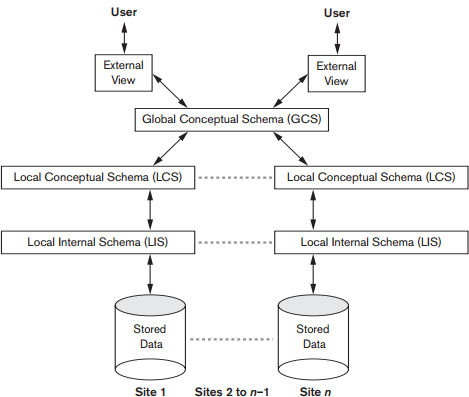 User User
External View External View
Global Conceptual Schema (GCS)
Local Conceptual Schema (LCS) Local Conceptual Schema (LCS)
Local Internal Schema (LIS) Local Internal Schema (LIS)
Stored Data Stored Data
Site 1 Sites 2 to n−1 Site n